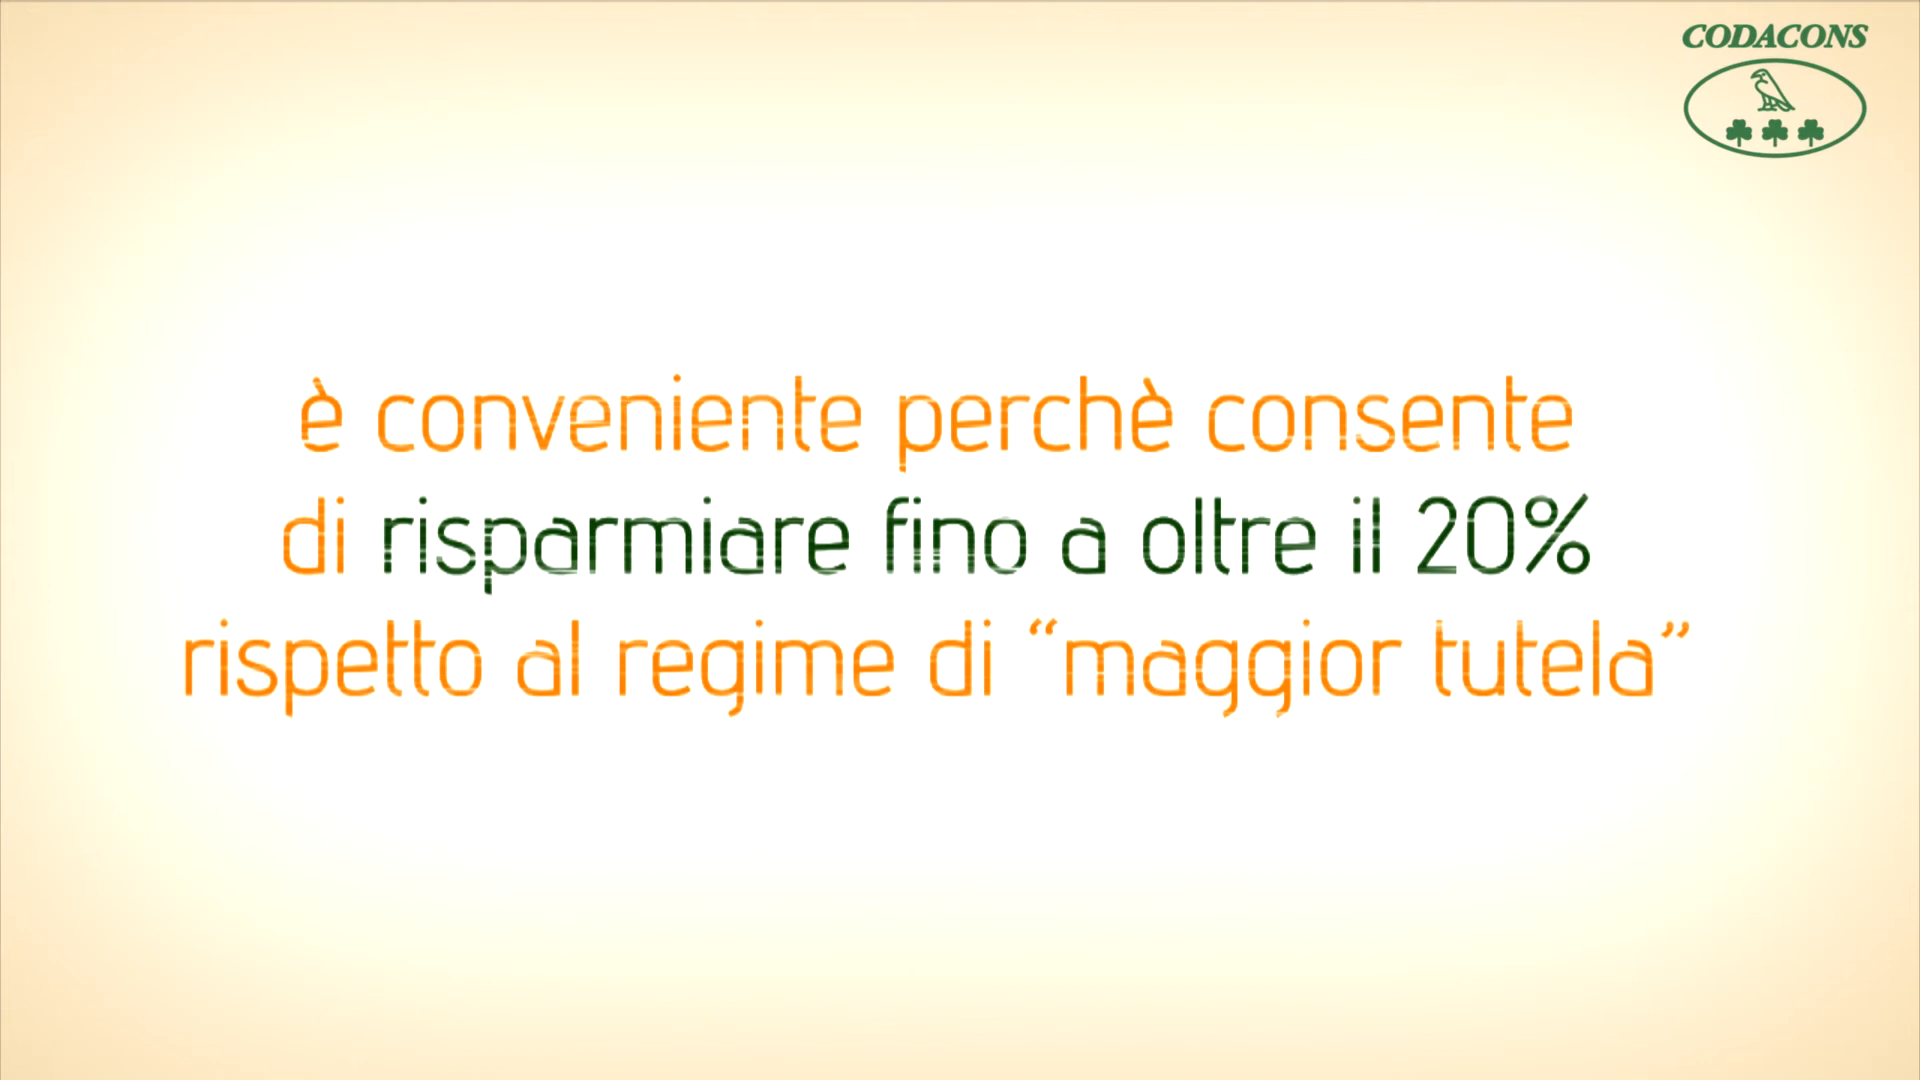 CODACONS
è conveniente perchè consente
di risparmiare fino a oltre il 20%
rispetto al regime di “maggior tutela”